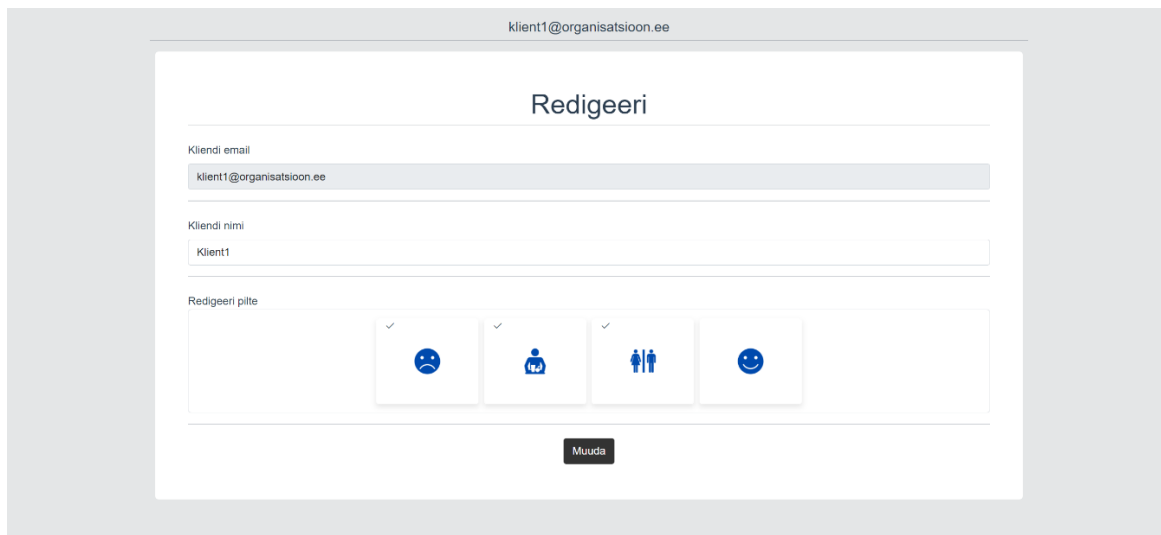 klient1@organisatsioon.ee
Redigeeri
Kliendi email
klient1@organisatsioon.ee
Kliendi nimi
Klient1
Redigeeri pilte
Muuda